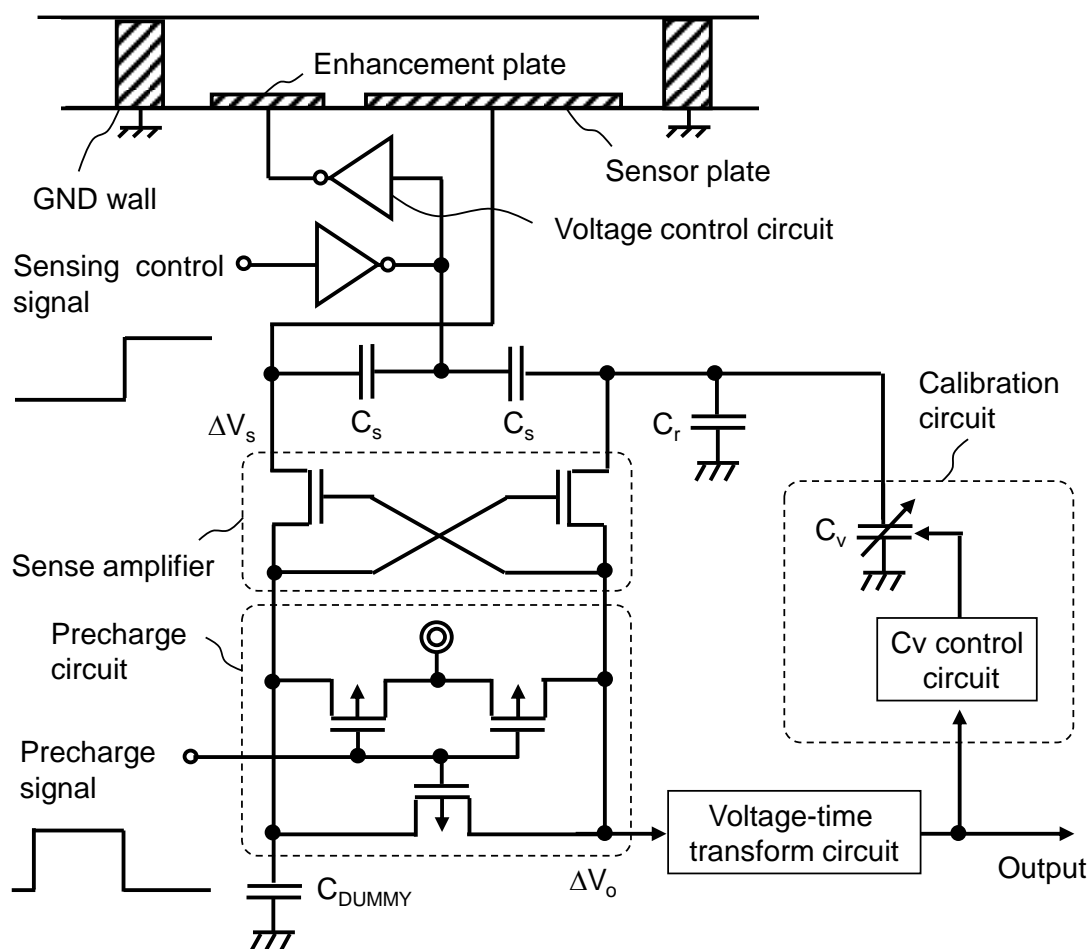 Enhancement plate
Sensor plate
GND wall
Voltage control circuit
Sensing control
signal
Calibration
circuit
ΔVs
Cs
Cs
Cr
Cv
Sense amplifier
Precharge
circuit
Cv control
circuit
Precharge
signal
Voltage-time
transform circuit
Output
CDUMMY
ΔVo